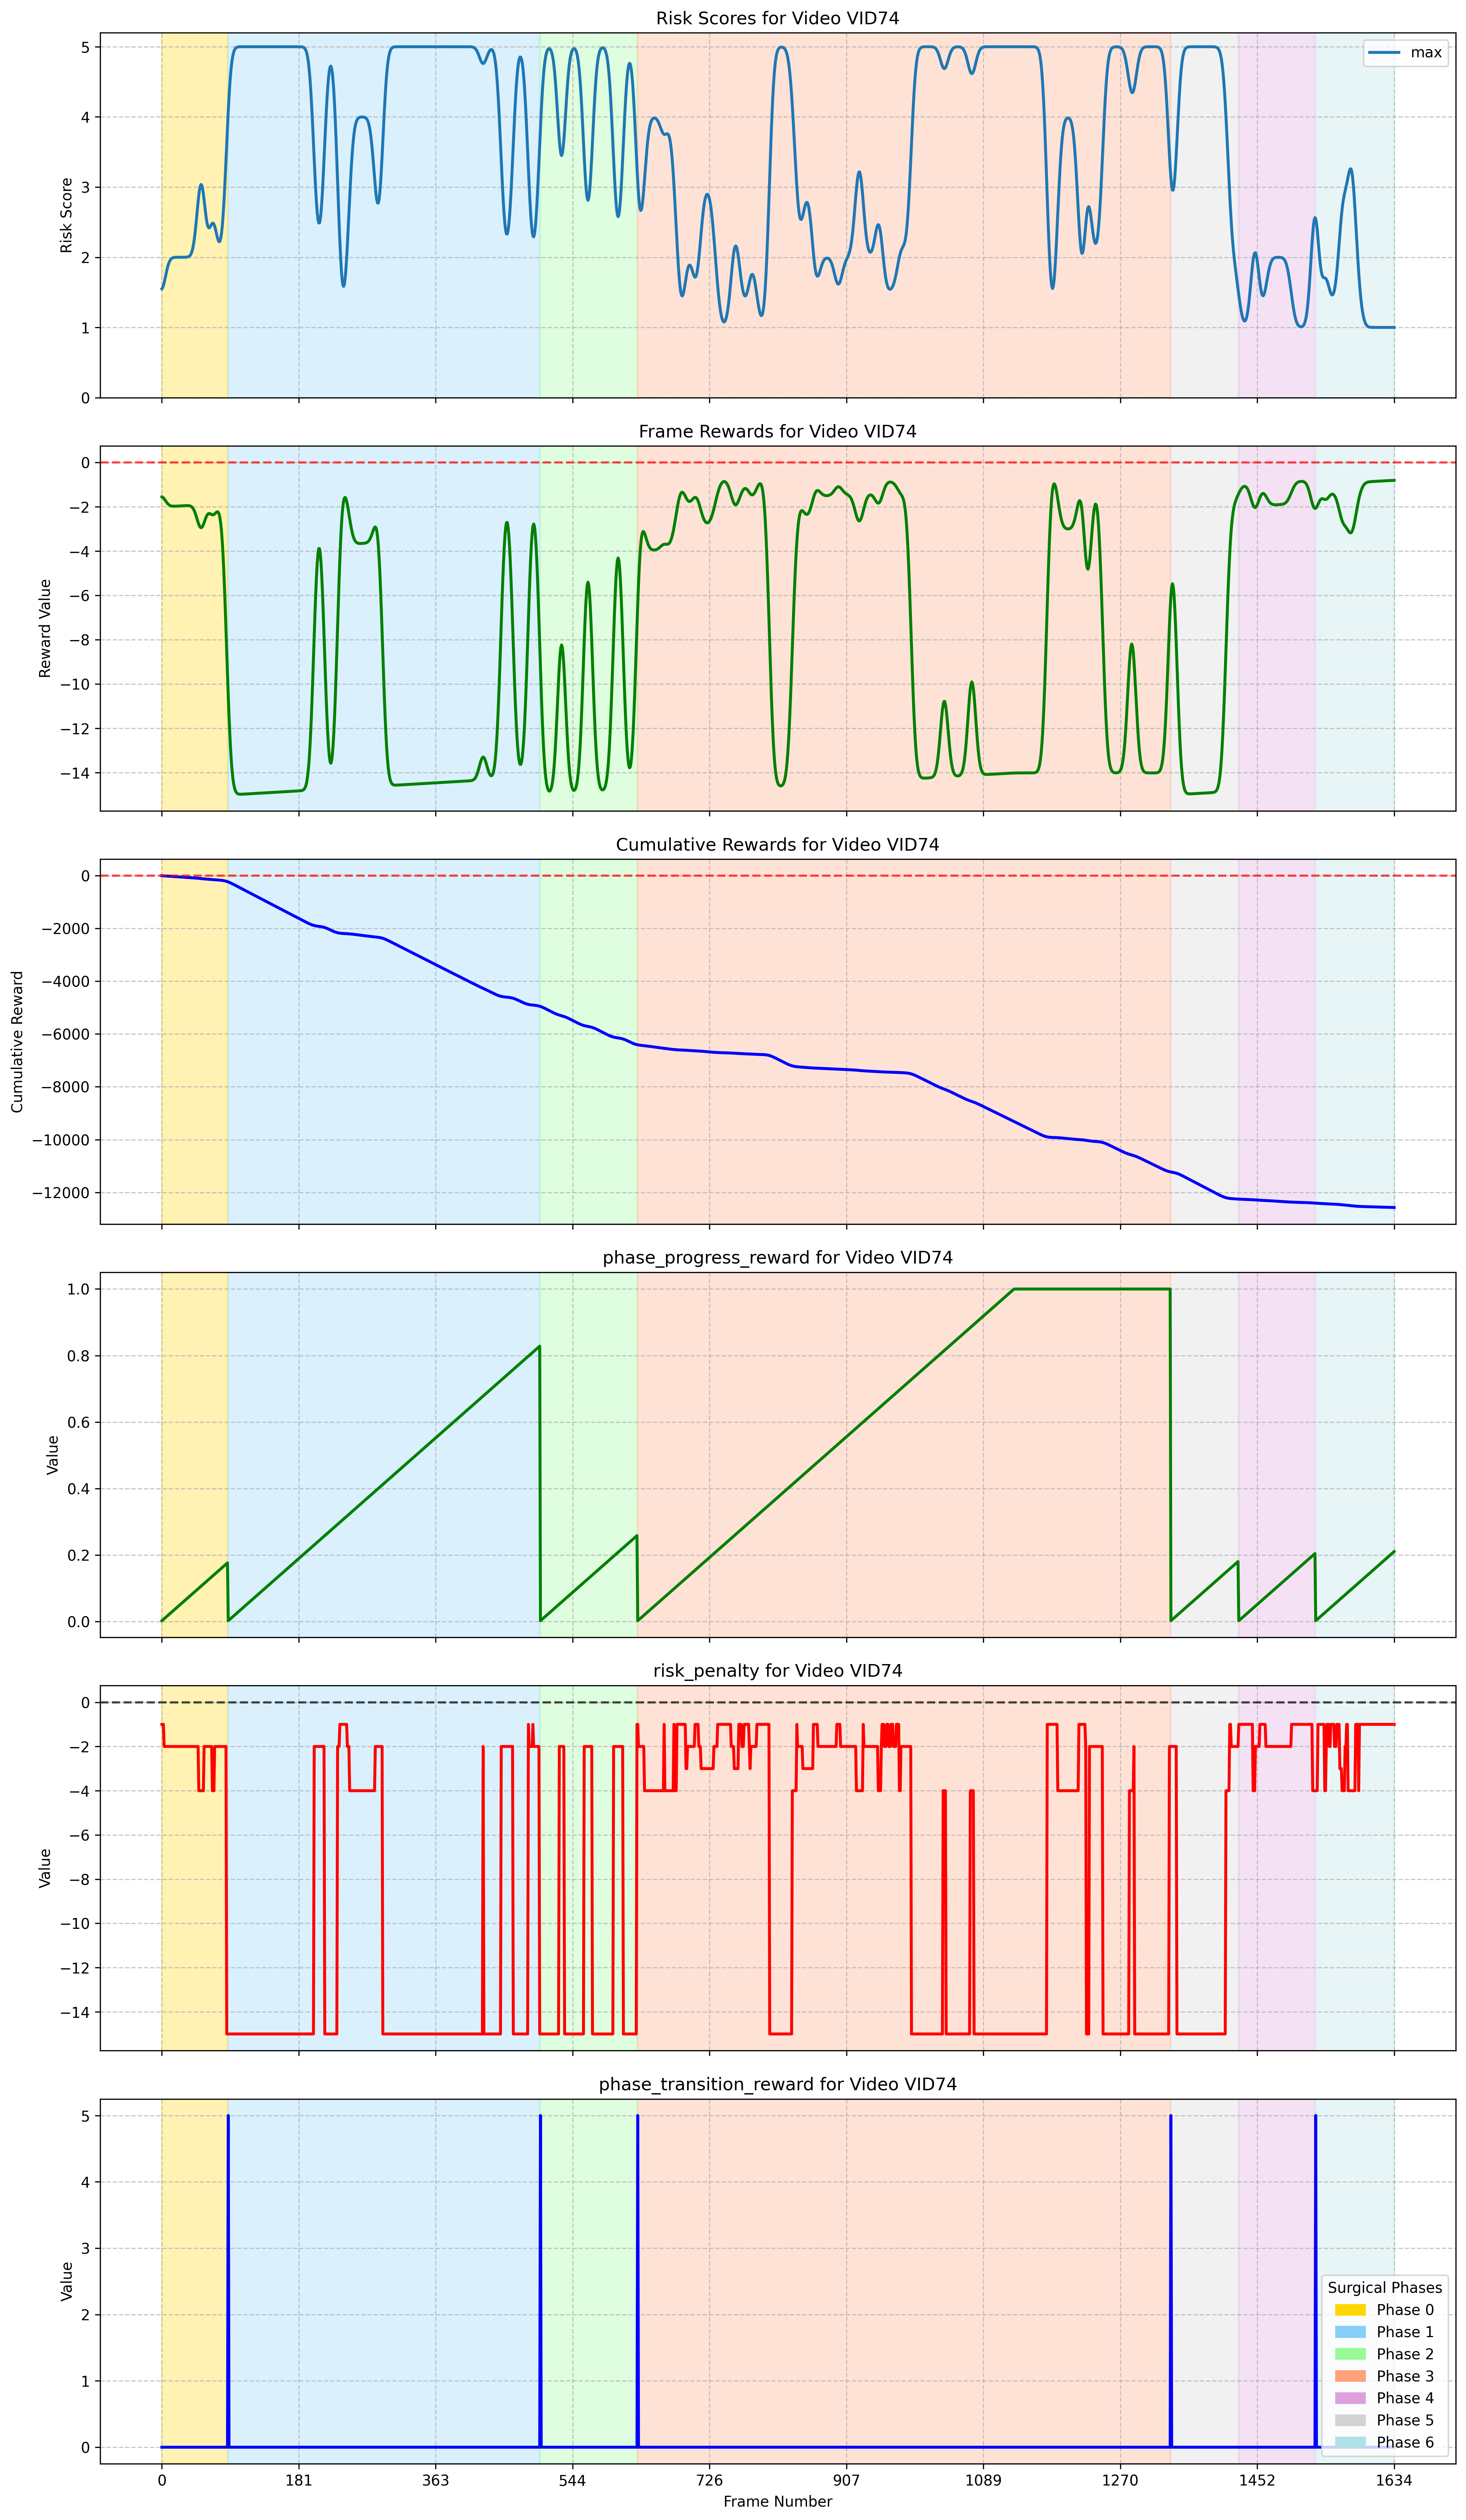 Risk Scores for Video VID74
5
4
3
2
1
0
Risk Score
max
Frame Rewards for Video VID74
0
−2
−4
−6
−8
−10
−12
−14
Reward Value
Cumulative Rewards for Video VID74
0
−2000
−4000
−6000
−8000
−10000
−12000
Cumulative Reward
phase_progress_reward for Video VID74
1.0
0.8
0.6
0.4
0.2
0.0
Value
risk_penalty for Video VID74
0
−2
−4
−6
−8
−10
−12
−14
Value
phase_transition_reward for Video VID74
5
4
3
2
1
0
Value
Surgical Phases
Phase 0
Phase 1
Phase 2
Phase 3
Phase 4
Phase 5
Phase 6
0 181 363 544 726 907 1089 1270 1452 1634
Frame Number